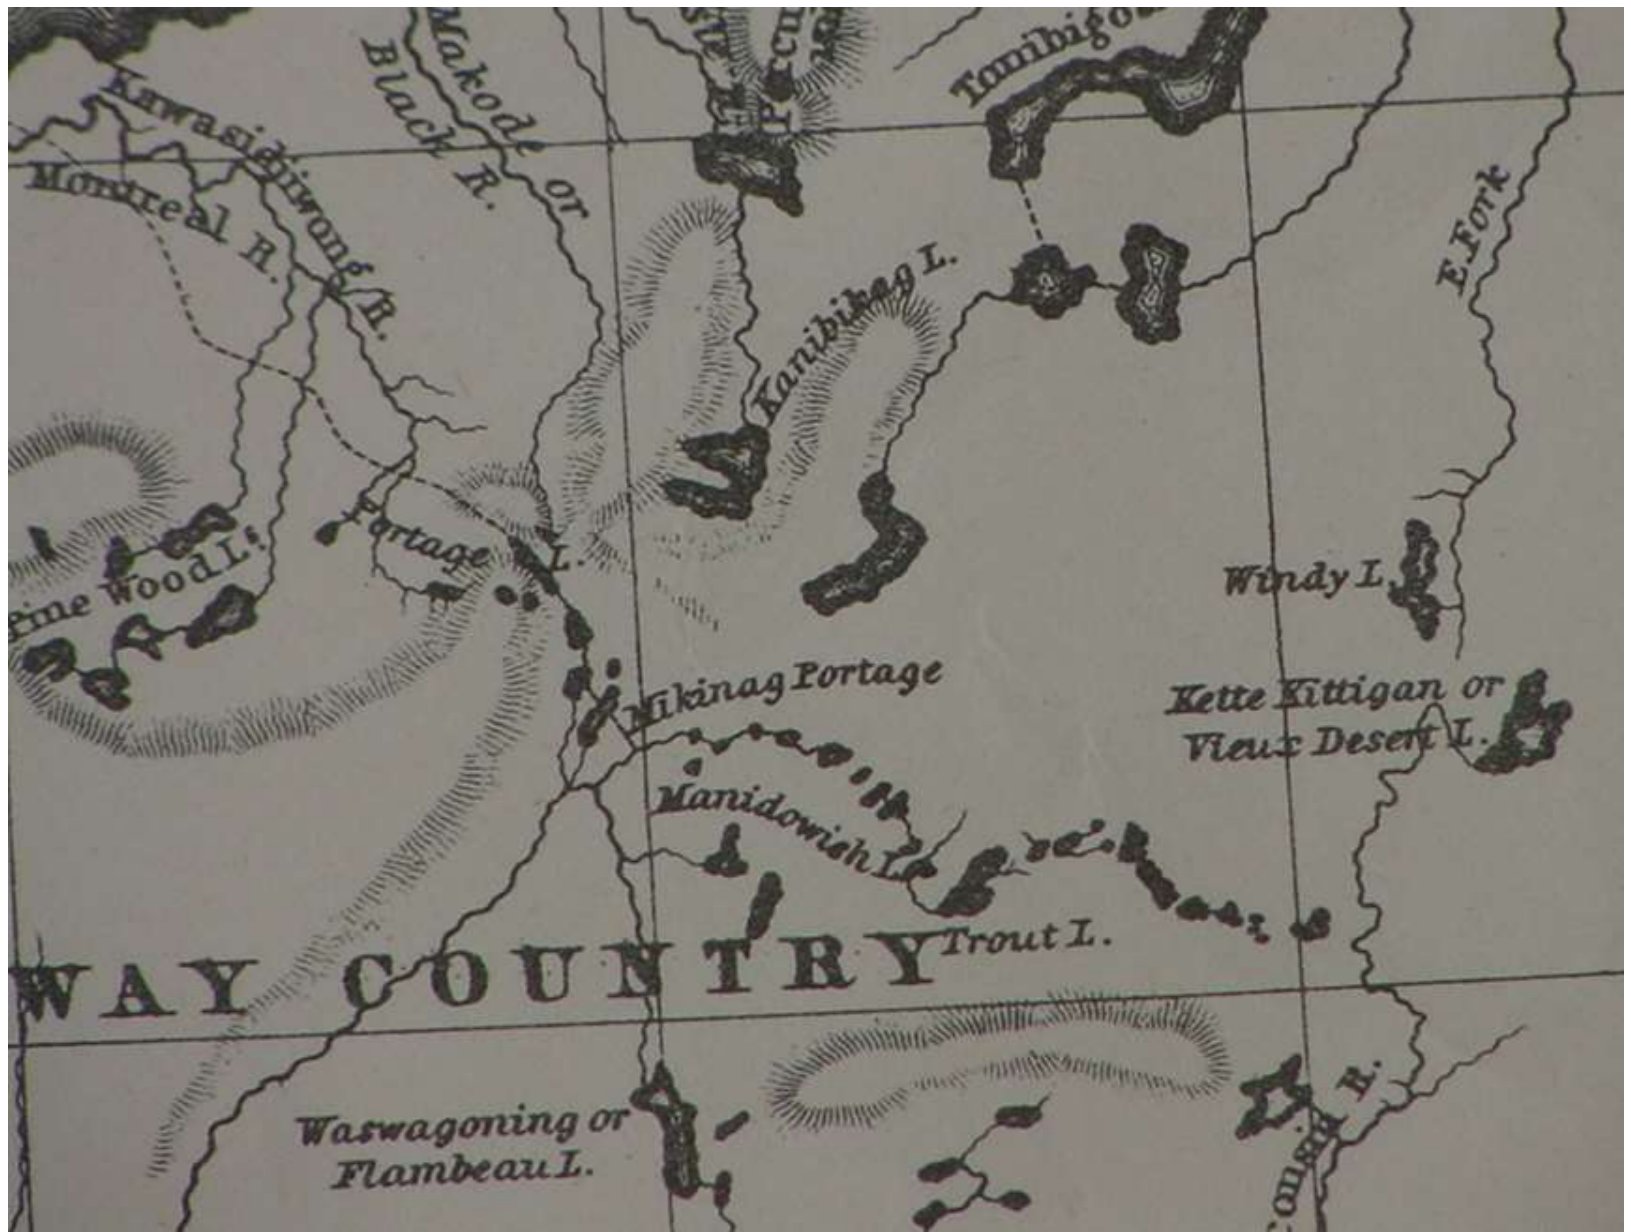 Makode or
Black R.
Tonibigo
Kawasidjiwong R.
Montreal R.
E. Fork
Kanibikag L.
Portage L.
Pine Wood L.
Windy L.
Mikinag Portage
Kette Kittigan or
Vieux Desert L.
Manidowish L.
Trout L.
WAY COUNTRY
Waswagoning or
Flambeau L.
R.